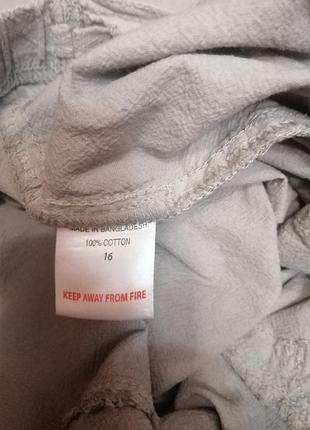 MADE IN BANGLADESH
100% COTTON
16
KEEP AWAY FROM FIRE